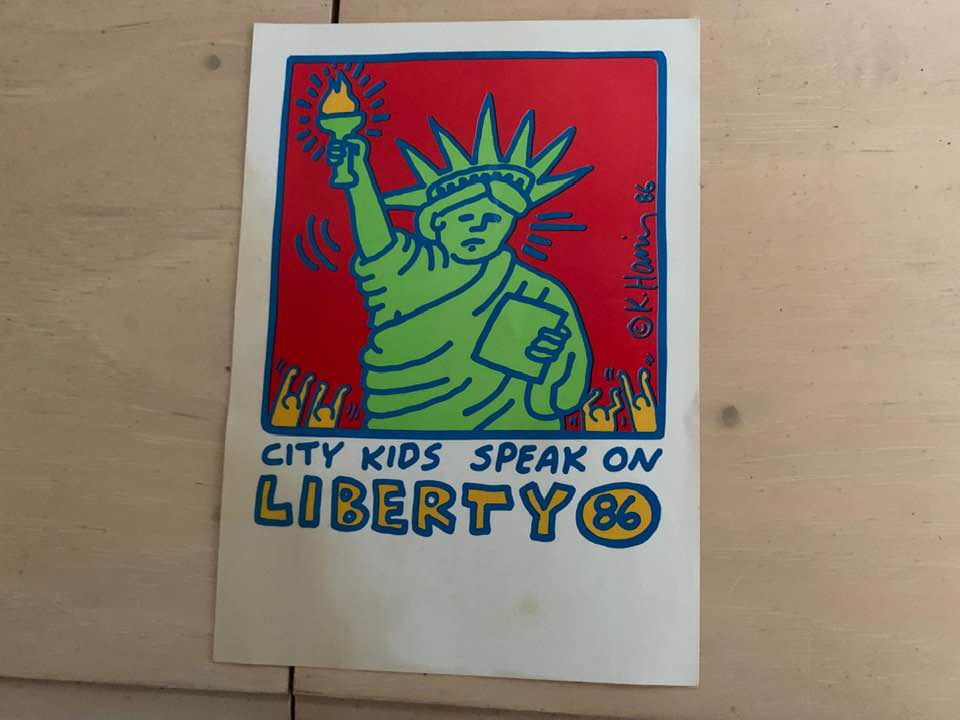 © K Haring 86
CITY KIDS SPEAK ON
LIBERTY 86